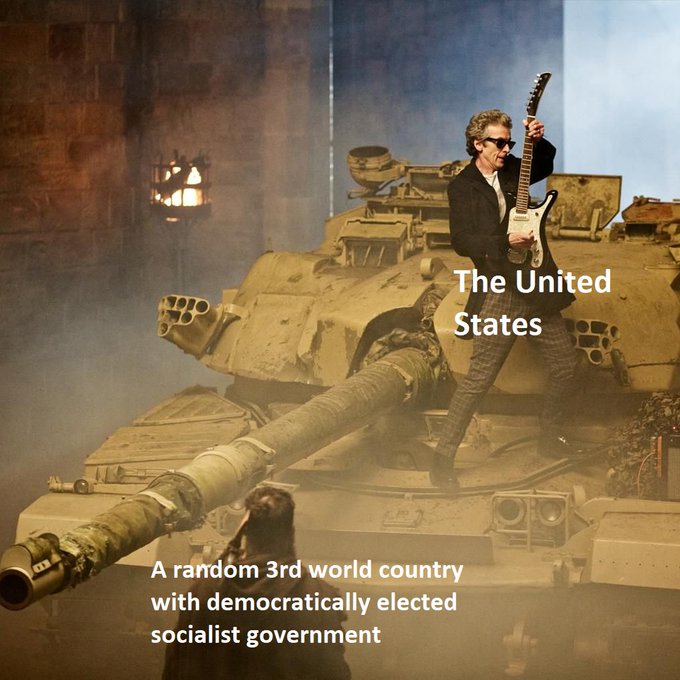 The United
States
A random 3rd world country
with democratically elected
socialist government